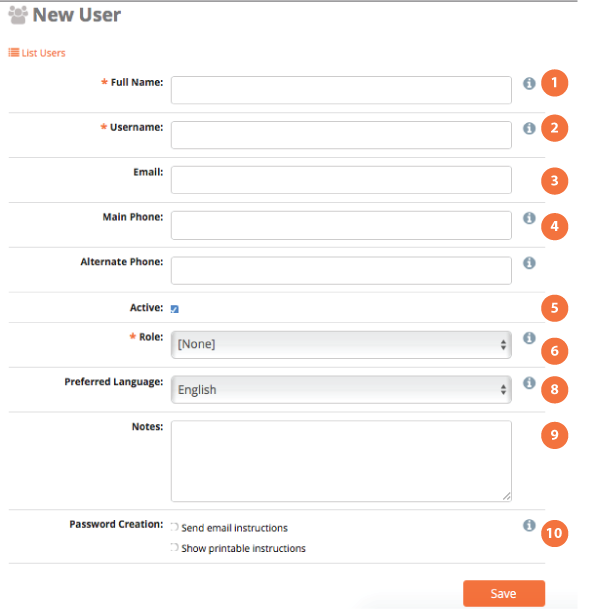 New User
List Users
* Full Name: 1
* Username: 2
Email: 3
Main Phone: 4
Alternate Phone:
Active: 5
* Role: [None] 6
Preferred Language: English 8
Notes: 9
Password Creation: Send email instructions 10
Show printable instructions
Save